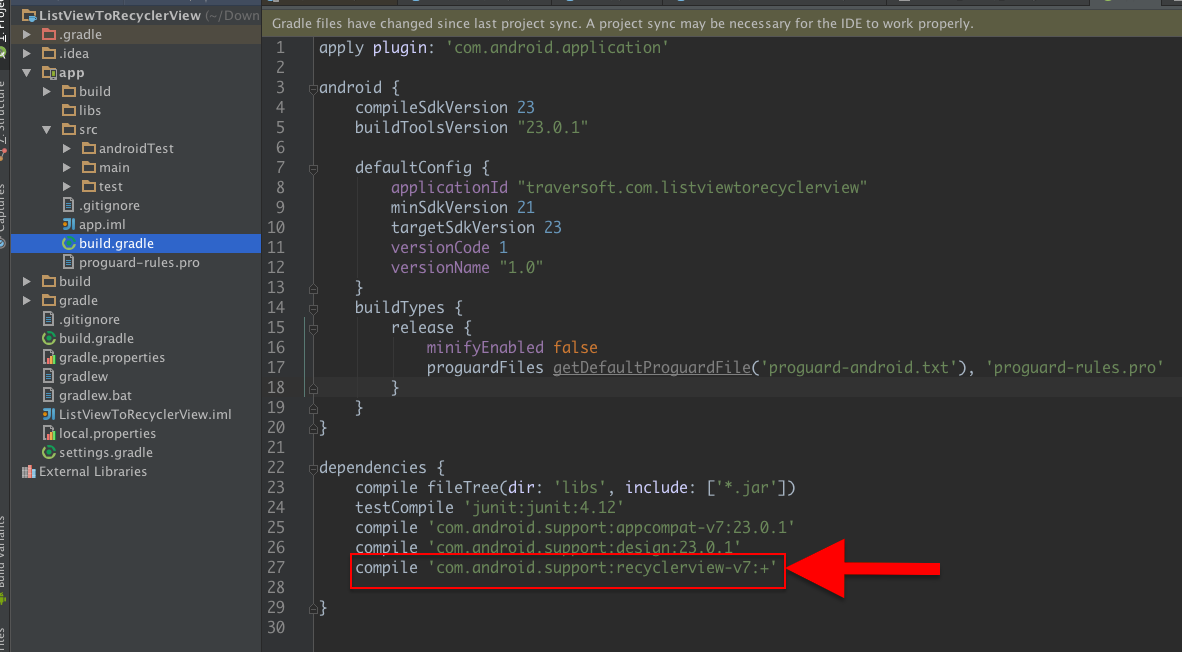 ListViewToRecyclerView (~/Down
.gradle
.idea
app
build
libs
src
androidTest
main
test
.gitignore
app.iml
build.gradle
proguard-rules.pro
build
gradle
.gitignore
build.gradle
gradle.properties
gradlew
gradlew.bat
ListViewToRecyclerView.iml
local.properties
settings.gradle
External Libraries
Captures
Gradle files have changed since last project sync. A project sync may be necessary for the IDE to work properly.
1 apply plugin: 'com.android.application'
2
3 android {
4 compileSdkVersion 23
5 buildToolsVersion "23.0.1"
6
7 defaultConfig {
8 applicationId "traversoft.com.listviewtorecyclerview"
9 minSdkVersion 21
10 targetSdkVersion 23
11 versionCode 1
12 versionName "1.0"
13 }
14 buildTypes {
15 release {
16 minifyEnabled false
17 proguardFiles getDefaultProguardFile('proguard-android.txt'), 'proguard-rules.pro'
18 }
19 }
20 }
21
22 dependencies {
23 compile fileTree(dir: 'libs', include: ['*.jar'])
24 testCompile 'junit:junit:4.12'
25 compile 'com.android.support:appcompat-v7:23.0.1'
26 compile 'com.android.support:design:23.0.1'
27 compile 'com.android.support:recyclerview-v7:+'
28
29 }
30